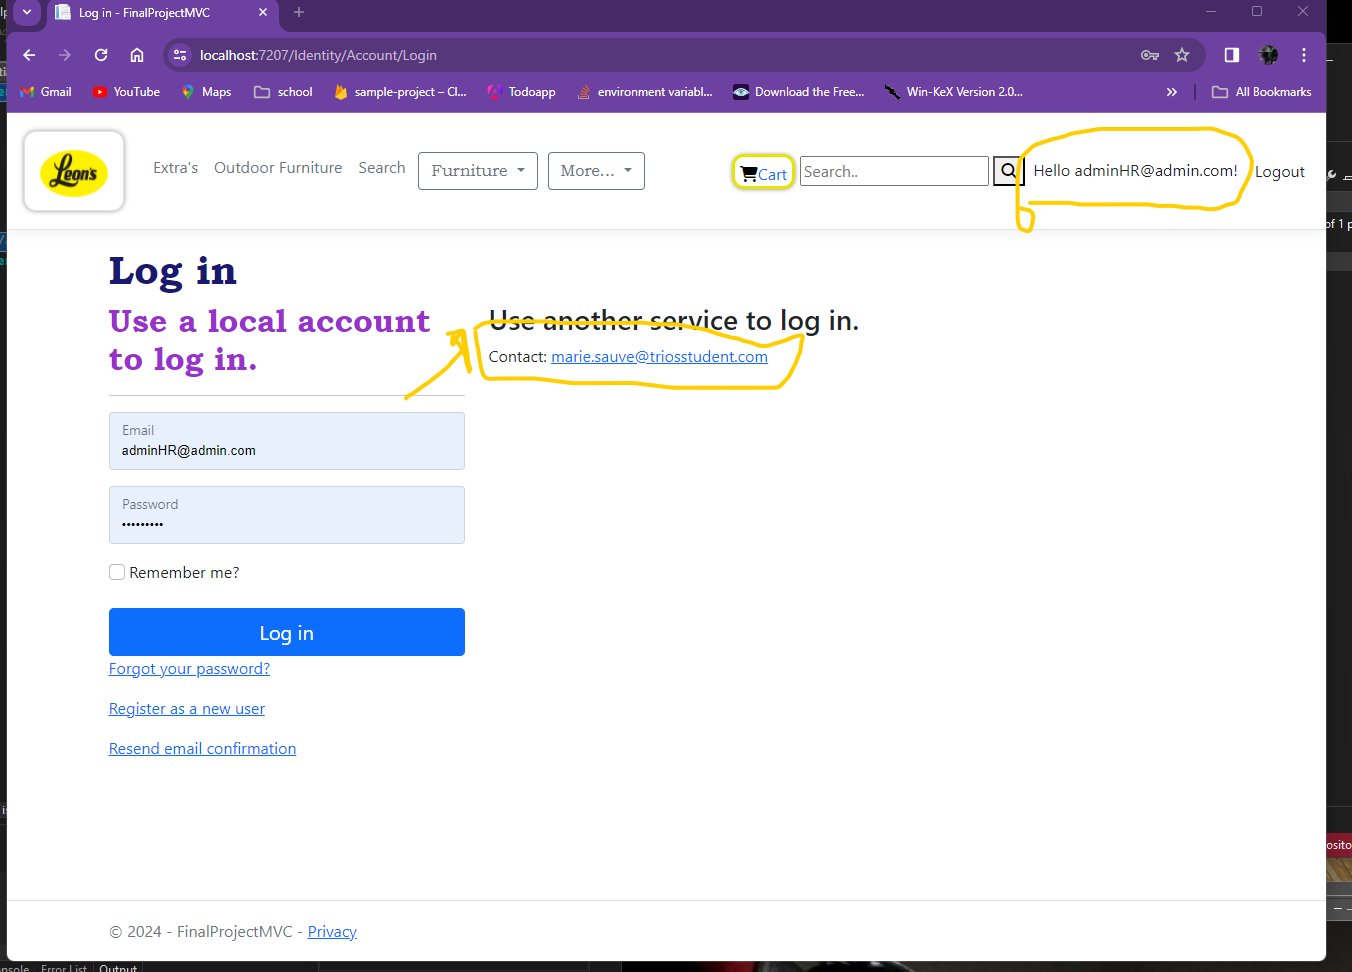 Log in - FinalProjectMVC
localhost:7207/Identity/Account/Login
Gmail YouTube Maps school sample-project – Cl... Todoapp environment variabl... Download the Free... Win-KeX Version 2.0... » All Bookmarks
Leon's Extra's Outdoor Furniture Search Furniture More... Cart Search.. Hello adminHR@admin.com! Logout
of 1 p
Log in
Use a local account
to log in.
Use another service to log in.
Contact: marie.sauve@triosstudent.com
Email
adminHR@admin.com
Password
Remember me?
Log in
Forgot your password?
Register as a new user
Resend email confirmation
© 2024 - FinalProjectMVC - Privacy
Error List Output